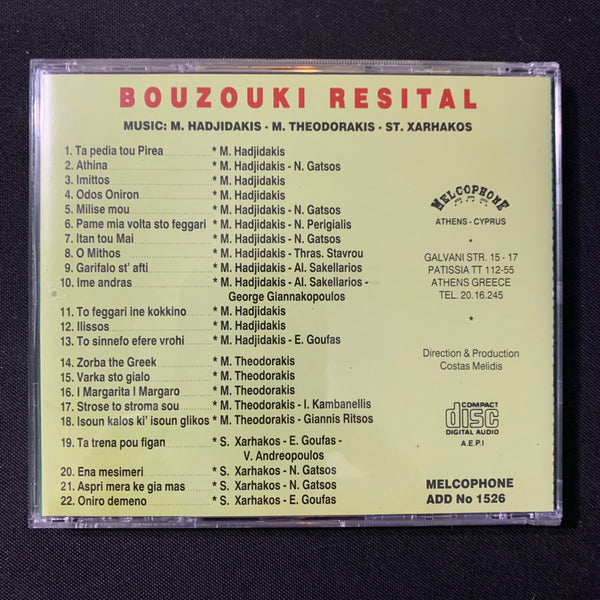 BOUZOUKI RESITAL
MUSIC: M. HADJIDAKIS - M. THEODORAKIS - ST. XARHAKOS
1. Ta pedia tou Pirea * M. Hadjidakis
2. Athina * M. Hadjidakis - N. Gatsos
3. Imittos * M. Hadjidakis
4. Odos Oniron * M. Hadjidakis
5. Milise mou * M. Hadjidakis - N. Gatsos
6. Pame mia volta sto feggari * M. Hadjidakis - N. Perigialis
7. Itan tou Mai * M. Hadjidakis - N. Gatsos
8. O Mithos * M. Hadjidakis - Thras. Stavrou
9. Garifalo st' afti * M. Hadjidakis - Al. Sakellarios
10. Ime andras * M. Hadjidakis - Al. Sakellarios -
George Giannakopoulos
11. To feggari ine kokkino * M. Hadjidakis
12. Ilissos * M. Hadjidakis
13. To sinnefo efere vrohi * M. Hadjidakis - E. Goufas
14. Zorba the Greek * M. Theodorakis
15. Varka sto gialo * M. Theodorakis
16. I Margarita I Margaro * M. Theodorakis
17. Strose to stroma sou * M. Theodorakis - I. Kambanellis
18. Isoun kalos ki' isoun glikos * M. Theodorakis - Giannis Ritsos
19. Ta trena pou figan * S. Xarhakos - E. Goufas -
V. Andreopoulos
20. Ena mesimeri * S. Xarhakos - N. Gatsos
21. Aspri mera ke gia mas * S. Xarhakos - N. Gatsos
22. Oniro demeno * S. Xarhakos - E. Goufas
MELCOPHONE
ATHENS - CYPRUS
*
GALVANI STR. 15 - 17
PATISSIA TT 112-55
ATHENS GREECE
TEL. 20.16.245
*
Direction & Production
Costas Melidis
COMPACT
disc
DIGITAL AUDIO
A.E.P.I
MELCOPHONE
ADD No 1526